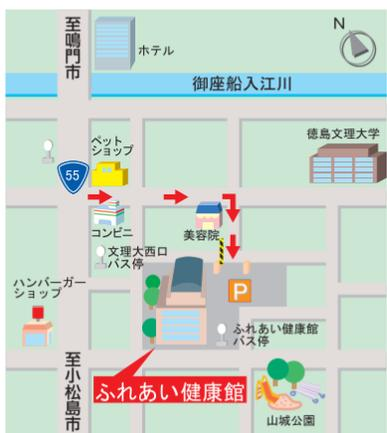 至鳴門市
ホテル
N
御座船入江川
徳島文理大学
ペット
ショップ
55
コンビニ
美容院
文理大西口
バス停
ハンバーガー
ショップ
P
ふれあい健康館
バス停
至小松島市
ふれあい健康館
山城公園